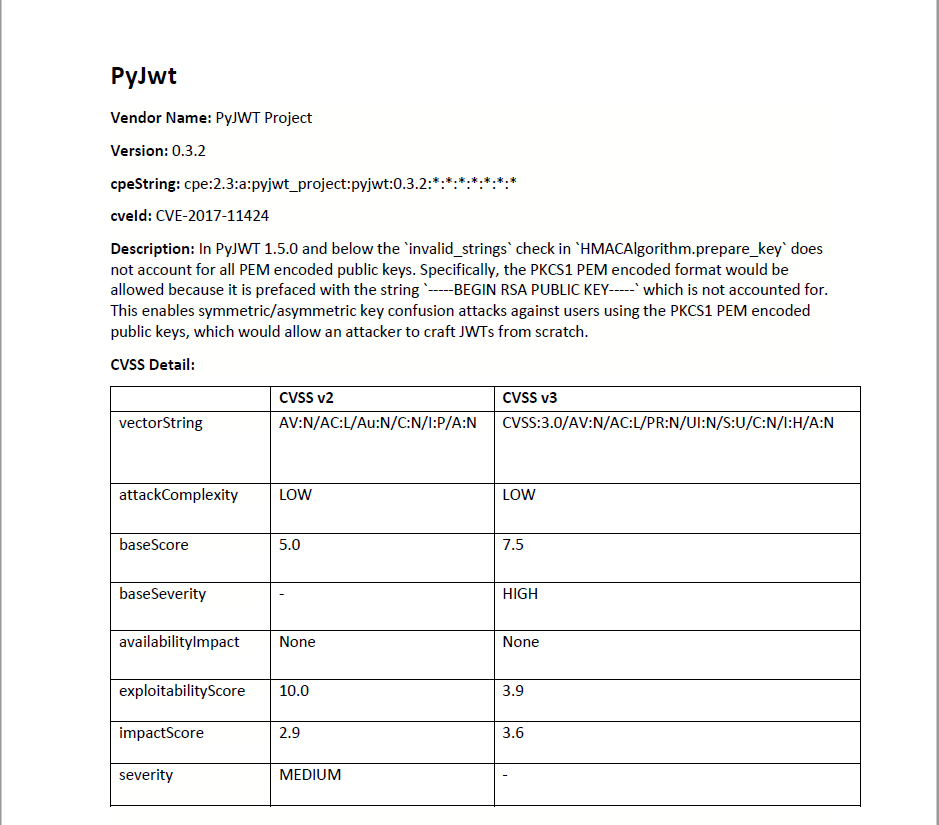 PyJwt
Vendor Name: PyJWT Project
Version: 0.3.2
cpeString: cpe:2.3:a:pyjwt_project:pyjwt:0.3.2:*:*:*:*:*:*:*
cveId: CVE-2017-11424
Description: In PyJWT 1.5.0 and below the `invalid_strings` check in `HMACAlgorithm.prepare_key` does
not account for all PEM encoded public keys. Specifically, the PKCS1 PEM encoded format would be
allowed because it is prefaced with the string `-----BEGIN RSA PUBLIC KEY-----` which is not accounted for.
This enables symmetric/asymmetric key confusion attacks against users using the PKCS1 PEM encoded
public keys, which would allow an attacker to craft JWTs from scratch.
CVSS Detail:
CVSS v2 CVSS v3
vectorString AV:N/AC:L/Au:N/C:N/I:P/A:N CVSS:3.0/AV:N/AC:L/PR:N/UI:N/S:U/C:N/I:H/A:N
attackComplexity LOW LOW
baseScore 5.0 7.5
baseSeverity - HIGH
availabilityImpact None None
exploitabilityScore 10.0 3.9
impactScore 2.9 3.6
severity MEDIUM -